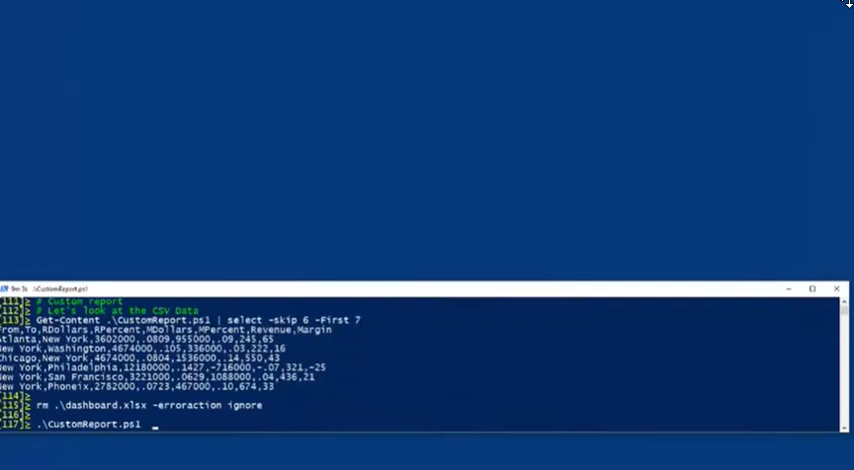 9m 1s .\CustomReport.ps1
[111]> # Custom report
[112]> # Let's look at the CSV Data
[113]> Get-Content .\CustomReport.ps1 | select -skip 6 -First 7
From,To,RDollars,RPercent,MDollars,MPercent,Revenue,Margin
Atlanta,New York,3602000,.0809,955000,.09,245,65
New York,Washington,4674000,.105,336000,.03,222,16
Chicago,New York,4674000,.0804,1536000,.14,550,43
New York,Philadelphia,12180000,.1427,-716000,-.07,321,-25
New York,San Francisco,3221000,.0629,1088000,.04,436,21
New York,Phoneix,2782000,.0723,467000,.10,674,33
[114]>
[115]> rm .\dashboard.xlsx -erroraction ignore
[116]>
[117]> .\CustomReport.ps1 _